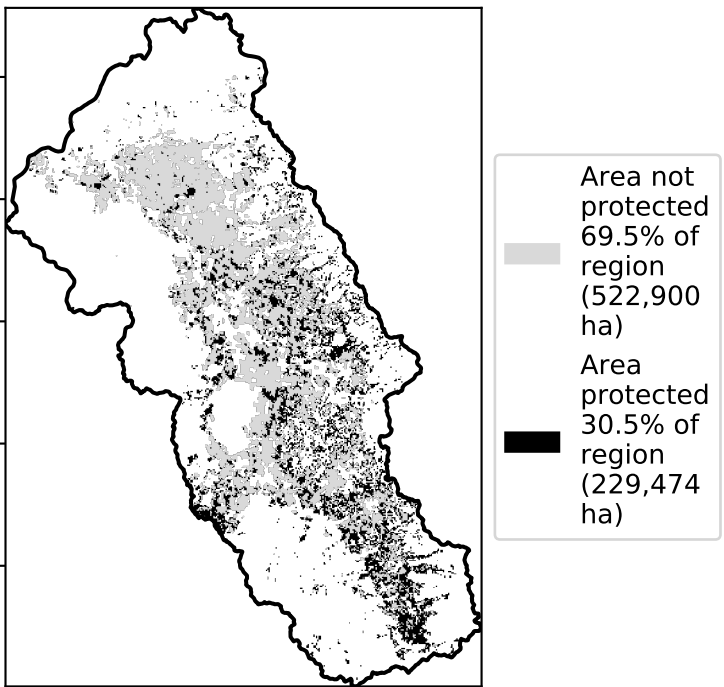 Area not
protected
69.5% of
region
(522,900
ha)
Area
protected
30.5% of
region
(229,474
ha)